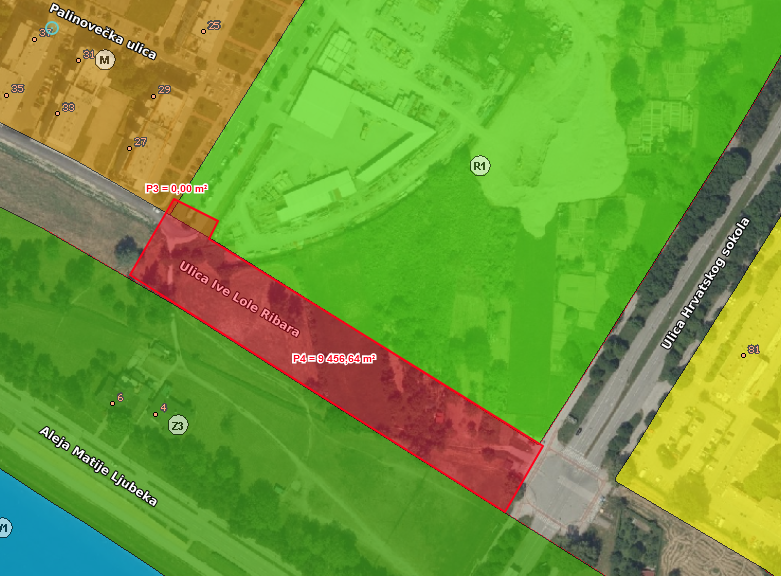 Palinovečka ulica
25
31
M
35
33
29
27
P3 = 0,00 m²
R1
Ulica Ive Lole Ribara
Ulica Hrvatskog sokola
P4 = 9 456,64 m²
81
6
4
Z3
Aleja Matije Ljubeka